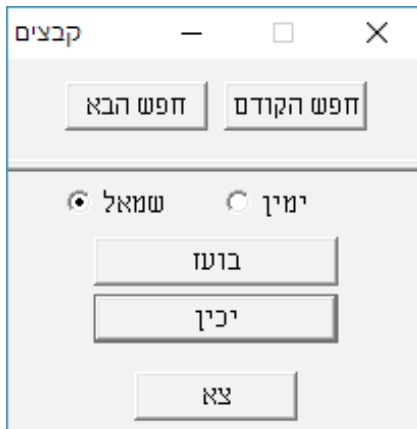 קבצים
חפש הקודם חפש הבא
ימין שמאל
בועז
יכין
צא